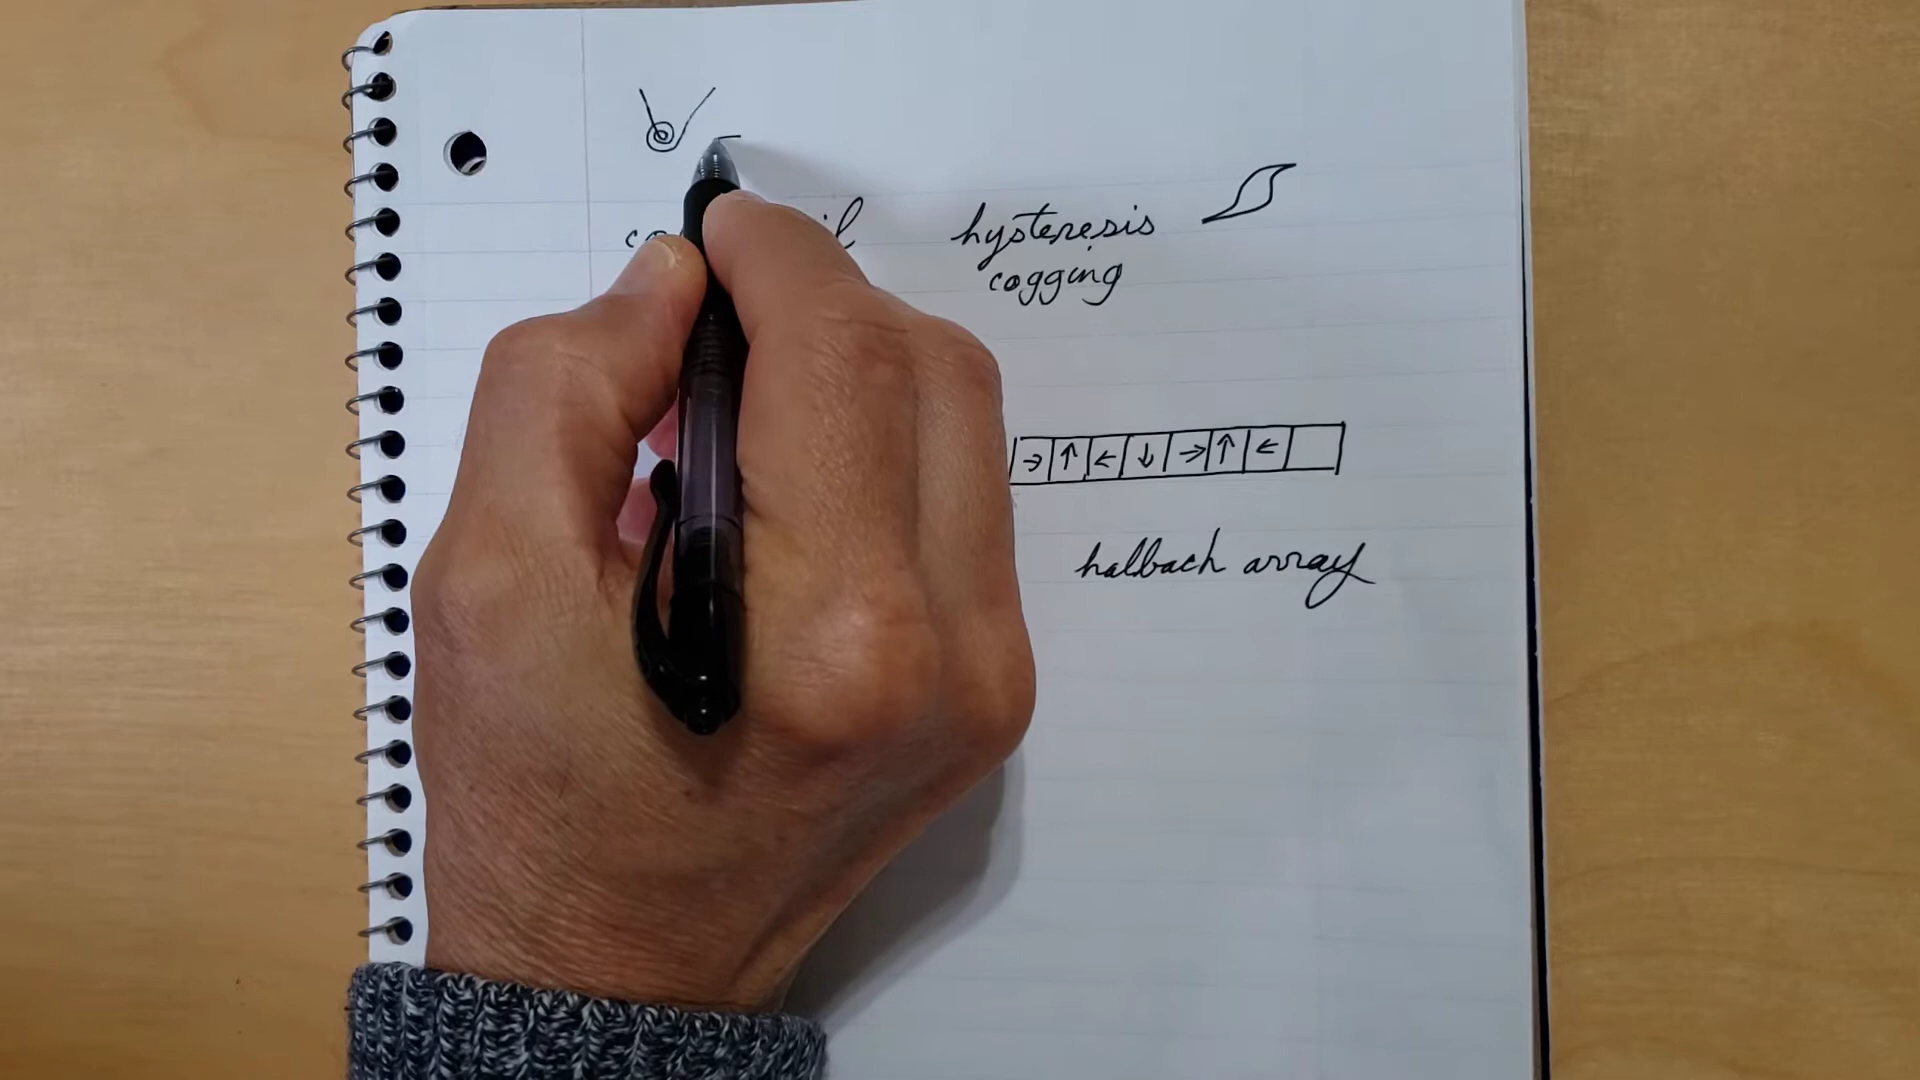 hysteresis
cogging
→ ↑ ← ↓ → ↑ ←
halbach array